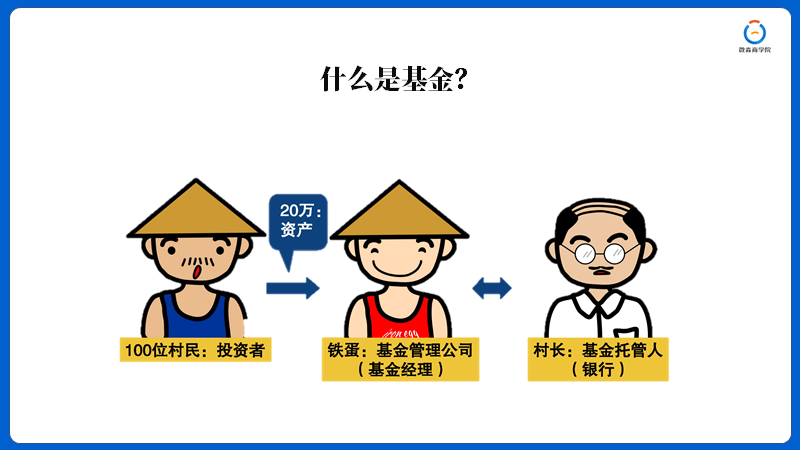 微淼商学院
什么是基金?
20万：
资产
iron egg
100位村民：投资者
铁蛋：基金管理公司
（基金经理）
村长：基金托管人
（银行）